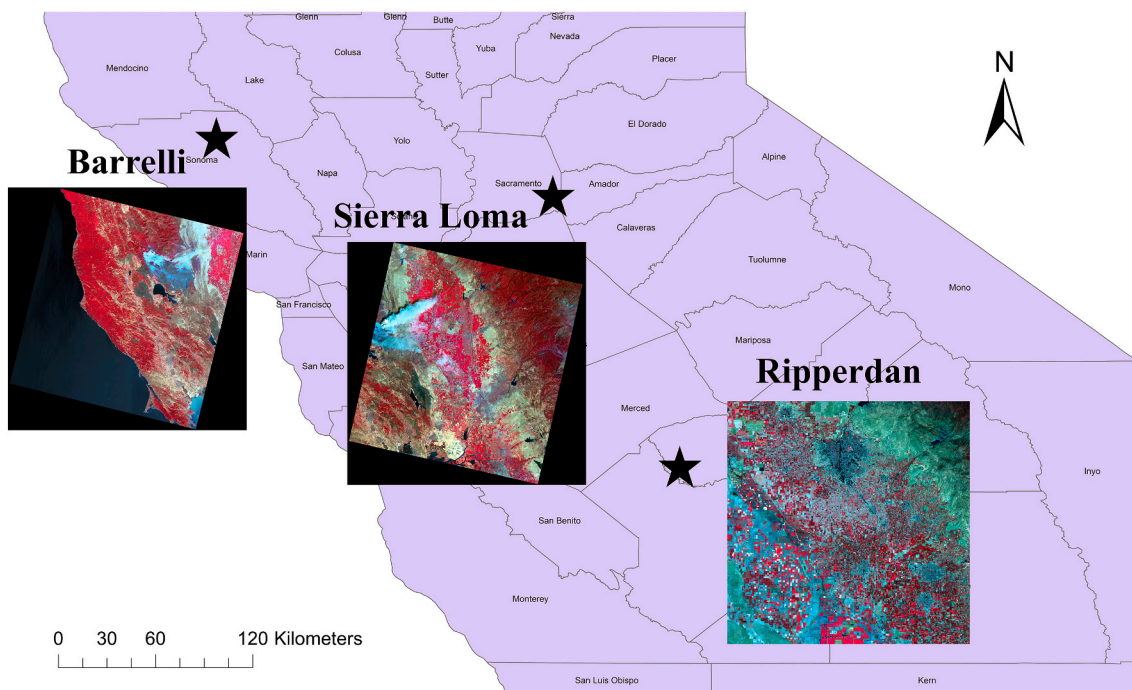 Glenn
Glenn
Butte
Sierra
Mendocino
Colusa
Yuba
Nevada
Placer
N
Lake
Sutter
El Dorado
Barrelli
Sonoma
Yolo
Alpine
Napa
Sacramento
Amador
Sierra Loma
Solano
Calaveras
Marin
Tuolumne
Mono
San Francisco
San Mateo
Mariposa
Ripperdan
Merced
Inyo
San Benito
Monterey
0 30 60 120 Kilometers
San Luis Obispo
Kern